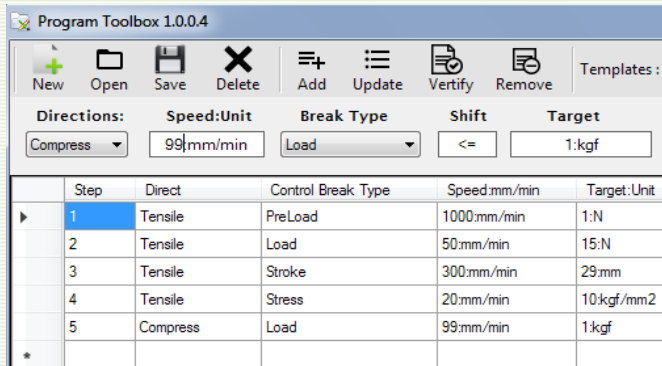 Program Toolbox 1.0.0.4
New Open Save Delete Add Update Vertify Remove Templates :
Directions: Speed:Unit Break Type Shift Target
Compress 99:mm/min Load <= 1:kgf
Step Direct Control Break Type Speed:mm/min Target:Unit
1 Tensile PreLoad 1000:mm/min 1:N
2 Tensile Load 50:mm/min 15:N
3 Tensile Stroke 300:mm/min 29:mm
4 Tensile Stress 20:mm/min 10:kgf/mm2
5 Compress Load 99:mm/min 1:kgf
*